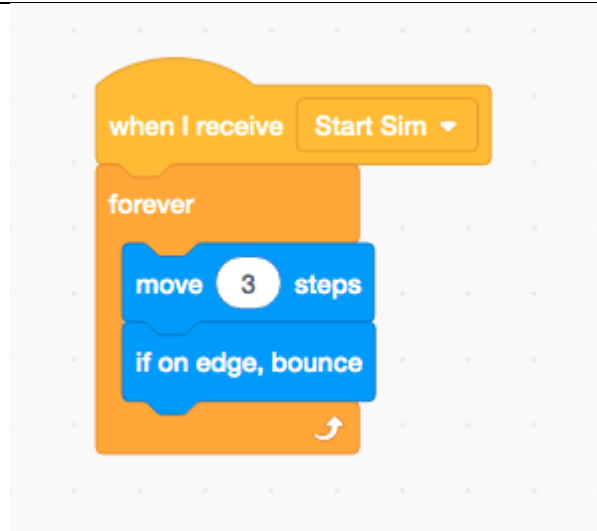 when I receive Start Sim
forever
move 3 steps
if on edge, bounce